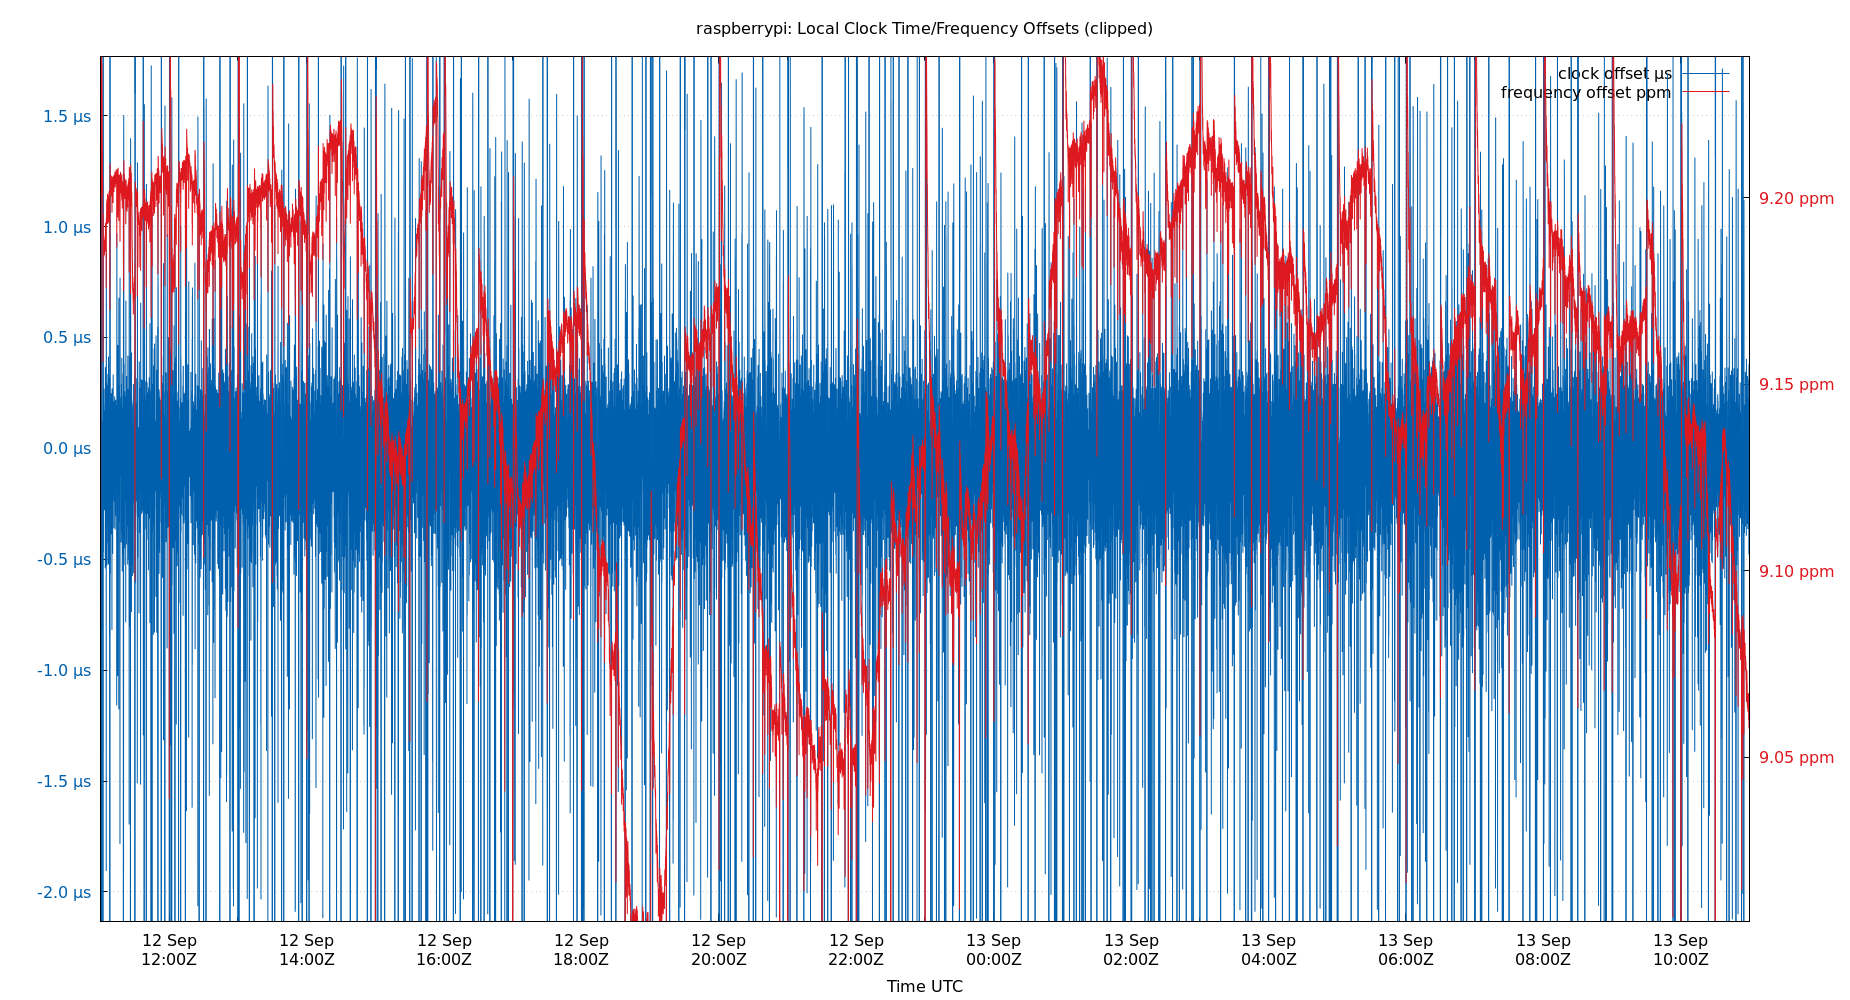 raspberrypi: Local Clock Time/Frequency Offsets (clipped)
clock offset µs
frequency offset ppm
1.5 µs
1.0 µs
0.5 µs
0.0 µs
-0.5 µs
-1.0 µs
-1.5 µs
-2.0 µs
9.20 ppm
9.15 ppm
9.10 ppm
9.05 ppm
12 Sep 12 Sep 12 Sep 12 Sep 12 Sep 12 Sep 13 Sep 13 Sep 13 Sep 13 Sep 13 Sep 13 Sep
12:00Z 14:00Z 16:00Z 18:00Z 20:00Z 22:00Z 00:00Z 02:00Z 04:00Z 06:00Z 08:00Z 10:00Z
Time UTC